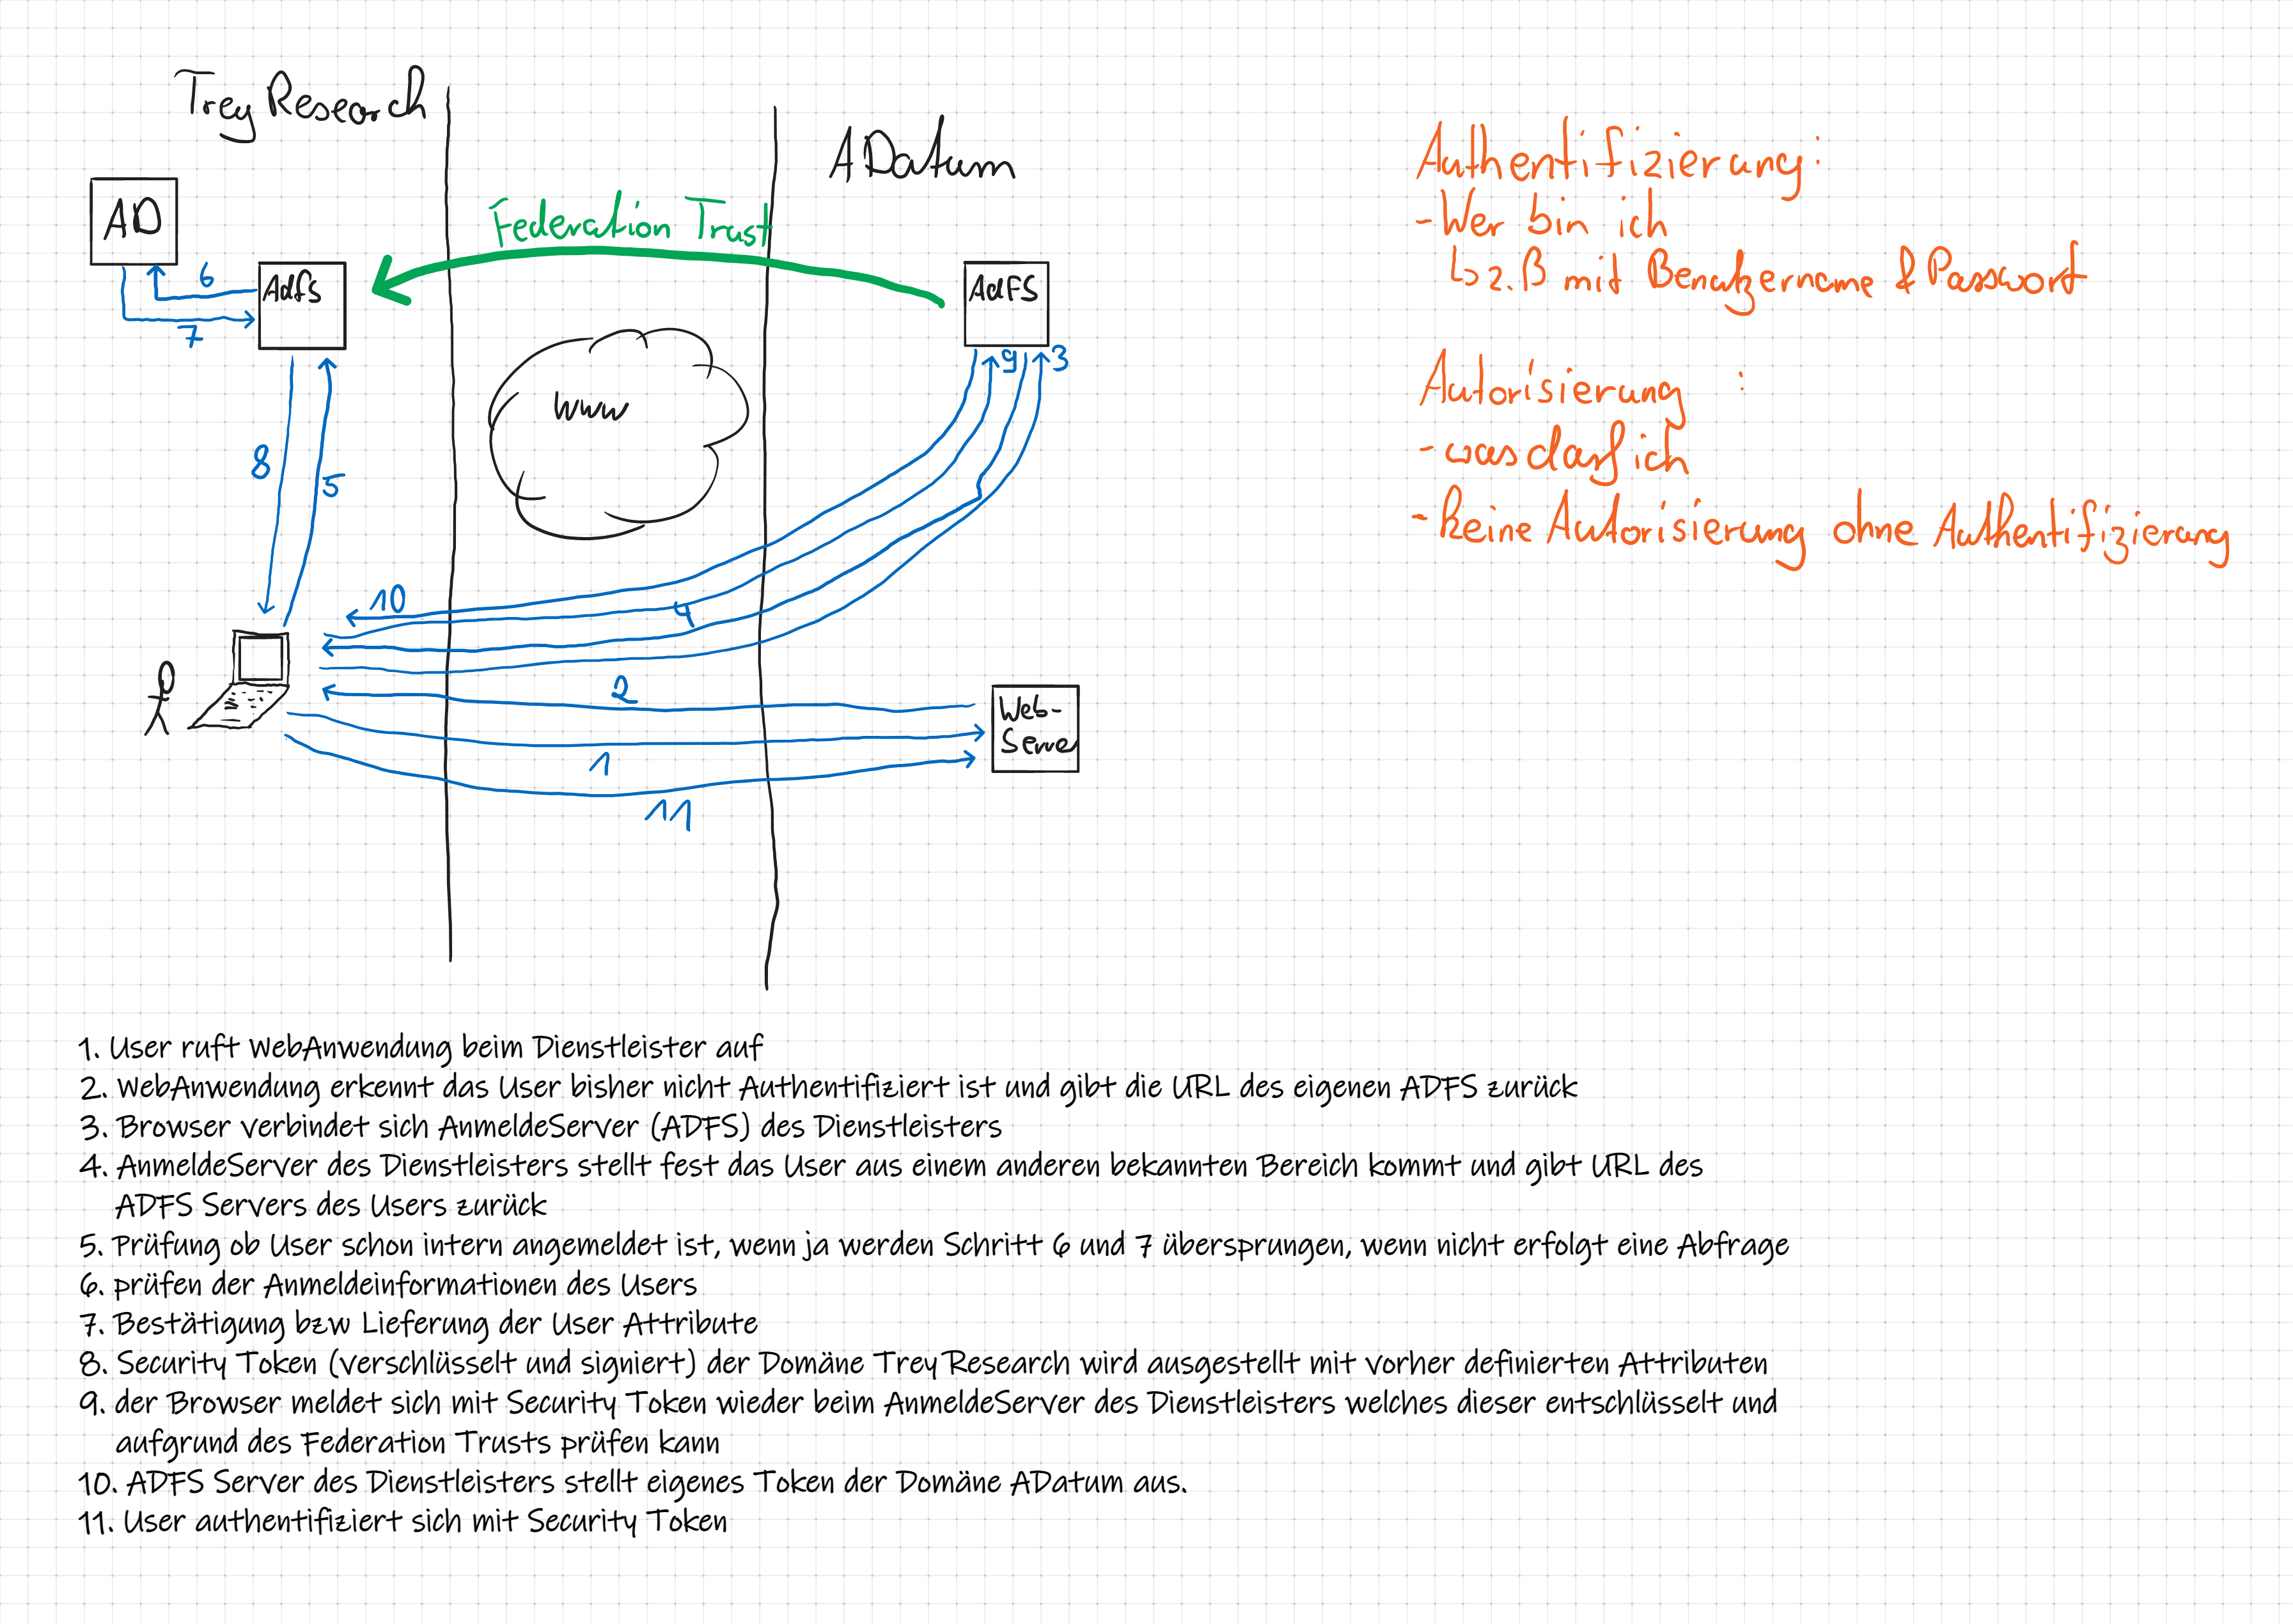 Trey Research
ADatum
AD
Federation Trust
6
Adfs
AdFS
7
www
9
3
8
5
10
4
2
Web-
Server
1
11
Authentifizierung:
-Wer bin ich
↳ z.B mit Benutzername & Passwort
Autorisierung :
-was darf ich
-keine Autorisierung ohne Authentifizierung
1. User ruft WebAnwendung beim Dienstleister auf
2. WebAnwendung erkennt das User bisher nicht Authentifiziert ist und gibt die URL des eigenen ADFS zurück
3. Browser verbindet sich AnmeldeServer (ADFS) des Dienstleisters
4. AnmeldeServer des Dienstleisters stellt fest das User aus einem anderen bekannten Bereich kommt und gibt URL des
ADFS Servers des Users zurück
5. Prüfung ob User schon intern angemeldet ist, wenn ja werden Schritt 6 und 7 übersprungen, wenn nicht erfolgt eine Abfrage
6. prüfen der Anmeldeinformationen des Users
7. Bestätigung bzw Lieferung der User Attribute
8. Security Token (verschlüsselt und signiert) der Domäne Trey Research wird ausgestellt mit vorher definierten Attributen
9. der Browser meldet sich mit Security Token wieder beim AnmeldeServer des Dienstleisters welches dieser entschlüsselt und
aufgrund des Federation Trusts prüfen kann
10. ADFS Server des Dienstleisters stellt eigenes Token der Domäne ADatum aus.
11. User authentifiziert sich mit Security Token